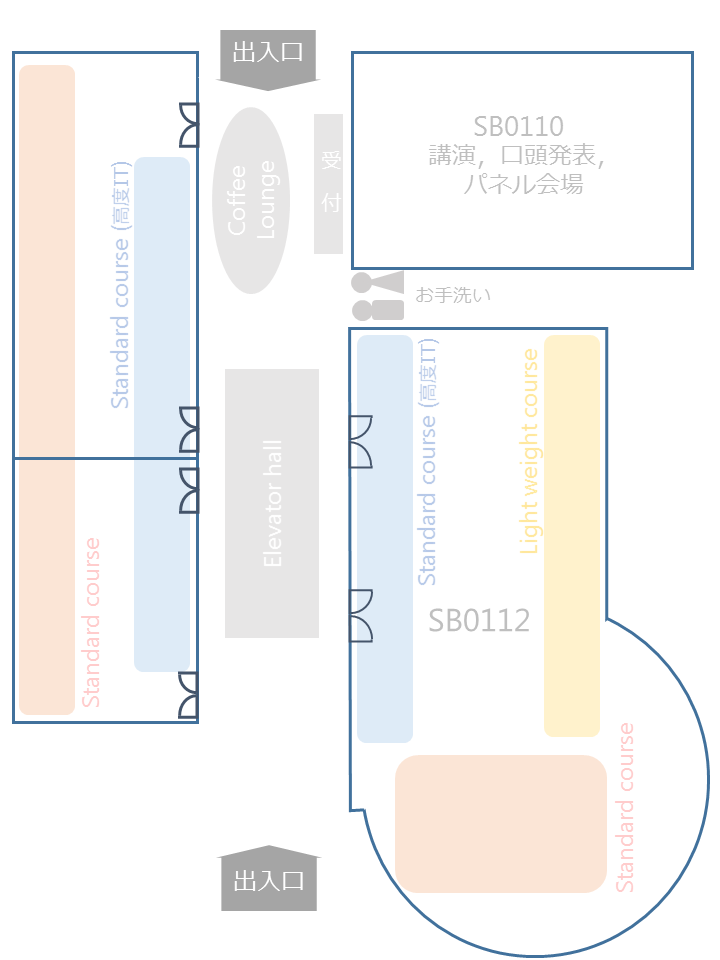 出入口
SB0110
講演，口頭発表，
パネル会場
受付
Coffee
Lounge
Standard course (高度IT)
お手洗い
Standard course (高度IT)
Light weight course
Elevator hall
Standard course
SB0112
Standard course
出入口